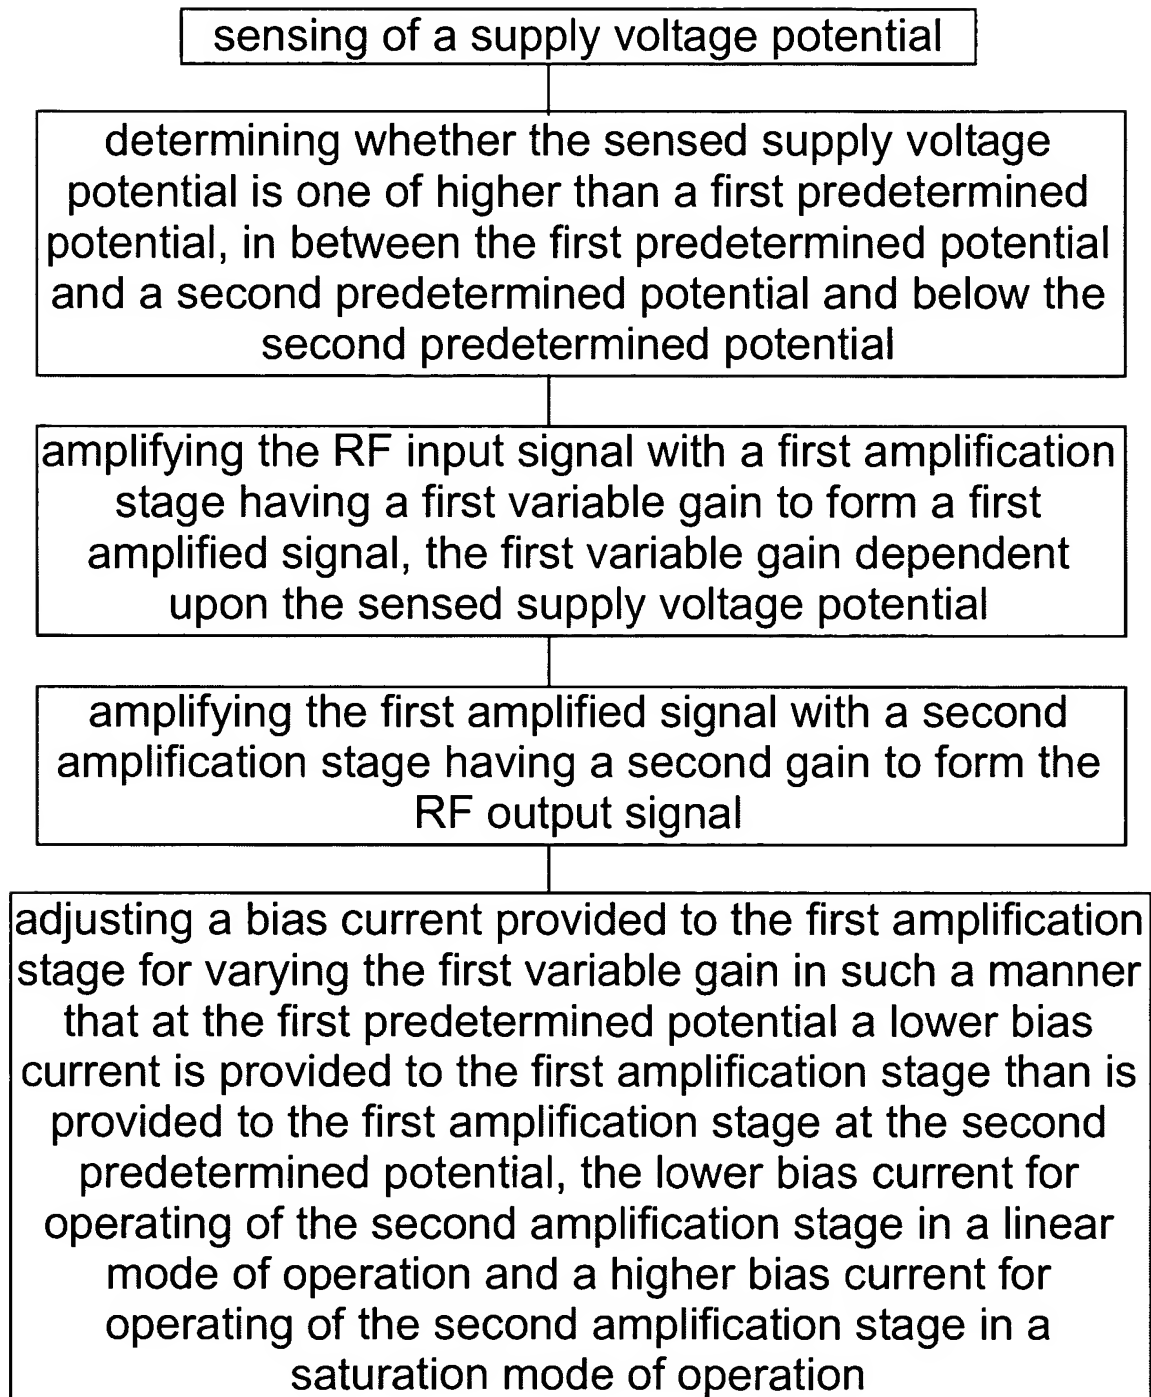 sensing of a supply voltage potential
determining whether the sensed supply voltage
potential is one of higher than a first predetermined
potential, in between the first predetermined potential
and a second predetermined potential and below the
second predetermined potential
amplifying the RF input signal with a first amplification
stage having a first variable gain to form a first
amplified signal, the first variable gain dependent
upon the sensed supply voltage potential
amplifying the first amplified signal with a second
amplification stage having a second gain to form the
RF output signal
adjusting a bias current provided to the first amplification
stage for varying the first variable gain in such a manner
that at the first predetermined potential a lower bias
current is provided to the first amplification stage than is
provided to the first amplification stage at the second
predetermined potential, the lower bias current for
operating of the second amplification stage in a linear
mode of operation and a higher bias current for
operating of the second amplification stage in a
saturation mode of operation